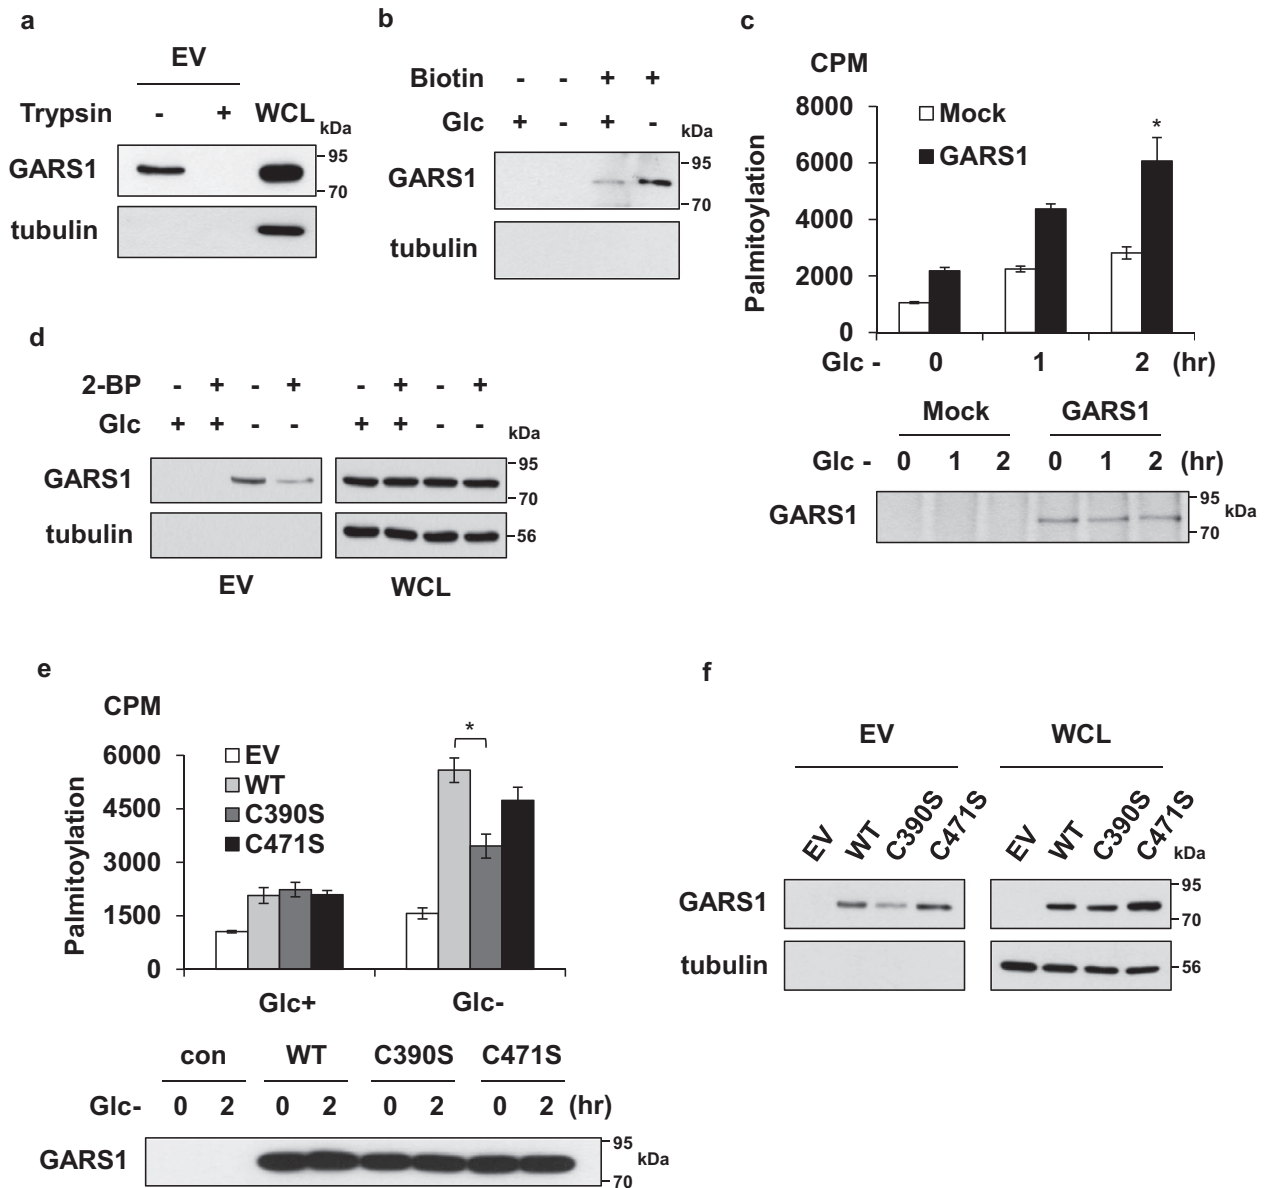 a
EV
Trypsin - + WCL
kDa
GARS1
95
70
tubulin
b
Biotin - - + +
Glc + - + -
kDa
GARS1
95
70
tubulin
c
CPM
Palmitoylation
8000
6000
4000
2000
0
Mock
GARS1
*
Glc - 0 1 2 (hr)
Mock GARS1
Glc - 0 1 2 0 1 2 (hr)
GARS1
95
kDa
70
d
2-BP - + - + - + - +
Glc + + - - + + - -
kDa
GARS1
95
70
tubulin
56
EV WCL
e
CPM
Palmitoylation
6000
4500
3000
1500
0
EV
WT
C390S
C471S
*
Glc+ Glc-
con WT C390S C471S
Glc- 0 2 0 2 0 2 0 2 (hr)
GARS1
95
kDa
70
f
EV WCL
EV WT C390S C471S EV WT C390S C471S
kDa
GARS1
95
70
tubulin
56